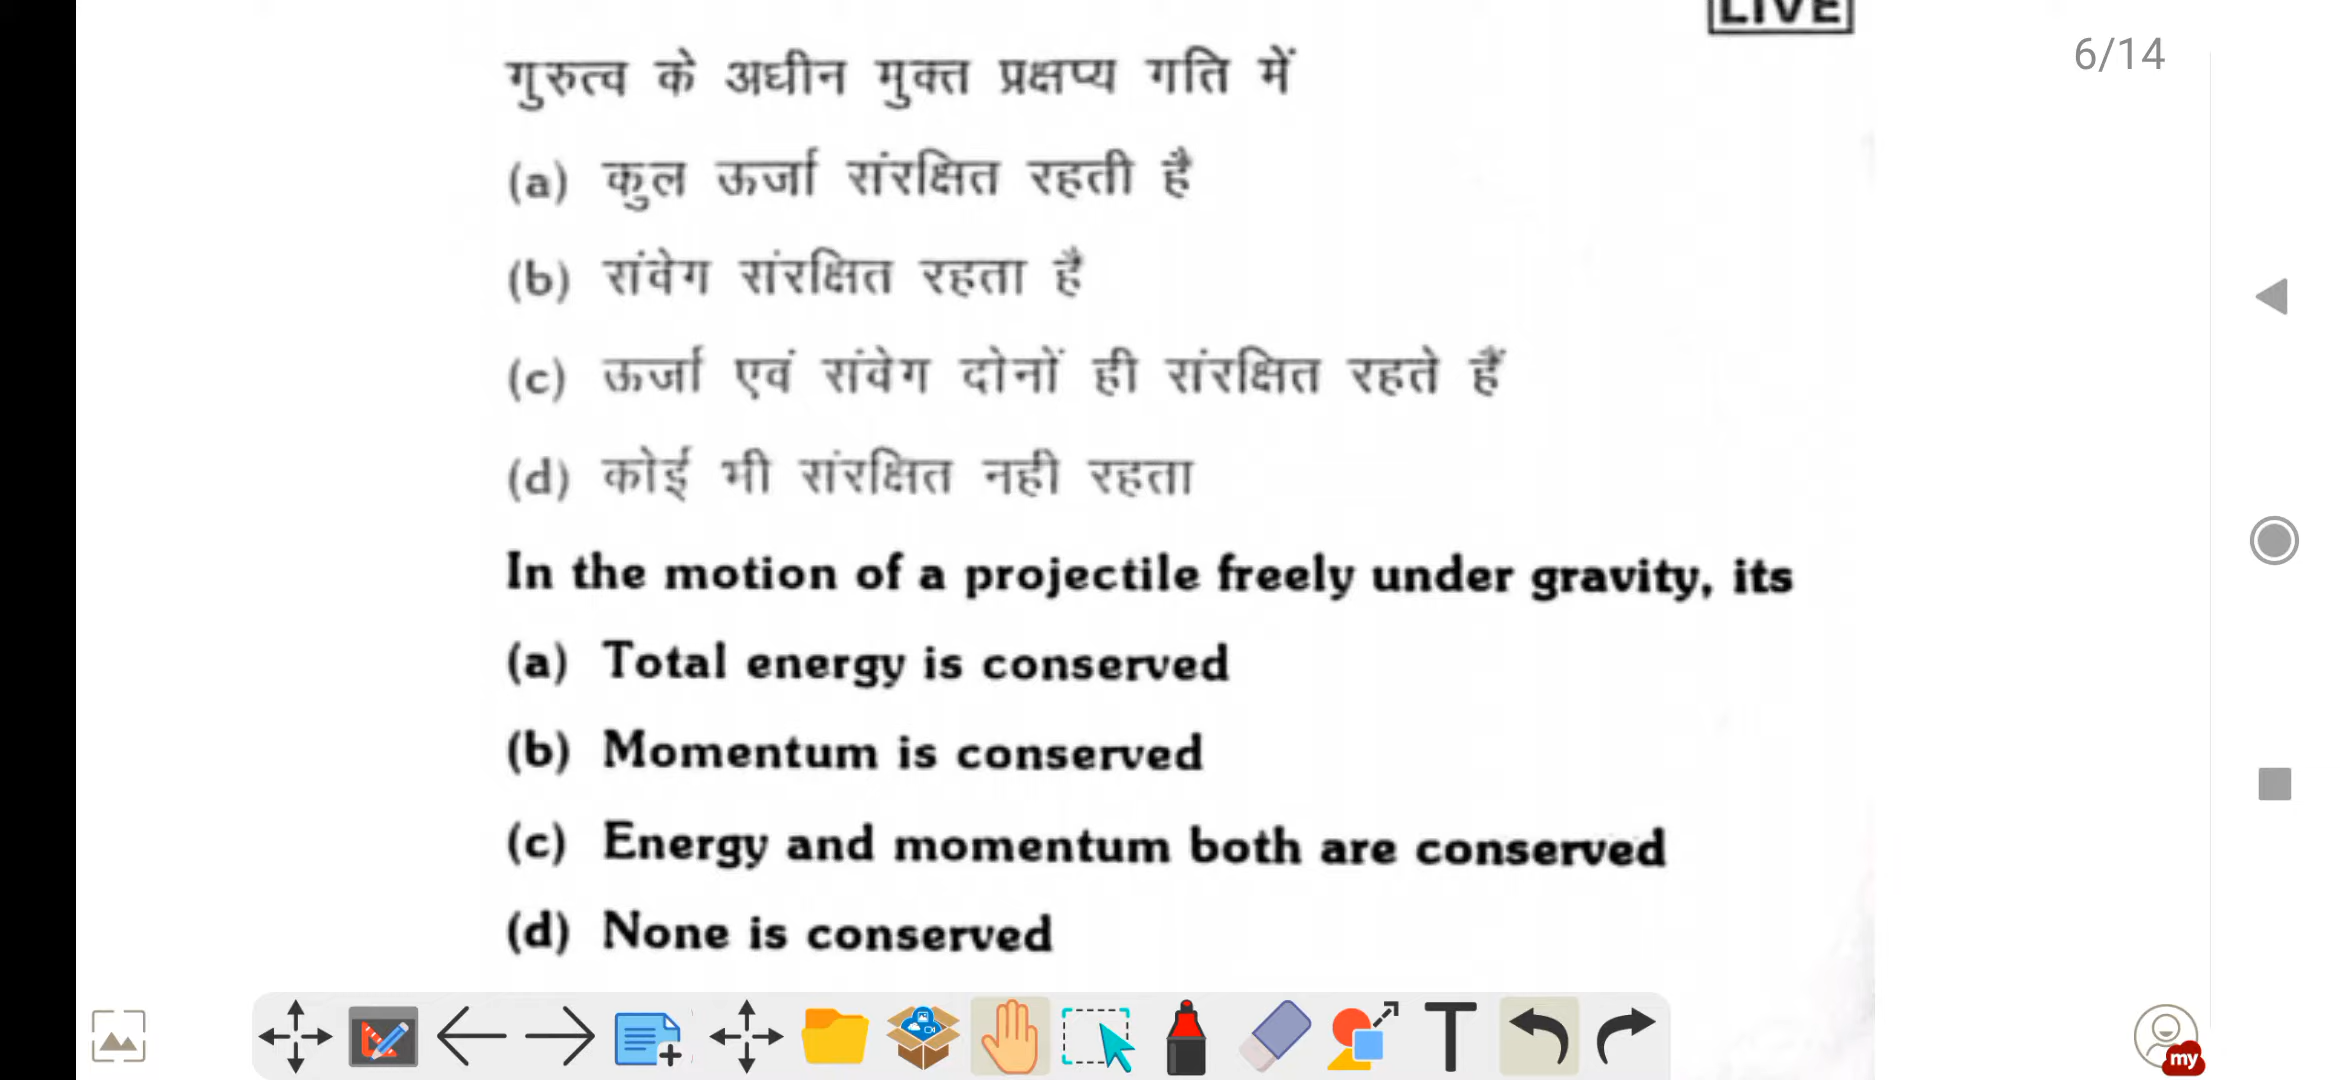 LIVE
6/14
गुरुत्व के अधीन मुक्त प्रक्षप्य गति में
(a) कुल ऊर्जा संरक्षित रहती है
(b) संवेग संरक्षित रहता है
(c) ऊर्जा एवं संवेग दोनों ही संरक्षित रहते हैं
(d) कोई भी संरक्षित नही रहता
In the motion of a projectile freely under gravity, its
(a) Total energy is conserved
(b) Momentum is conserved
(c) Energy and momentum both are conserved
(d) None is conserved
T
my